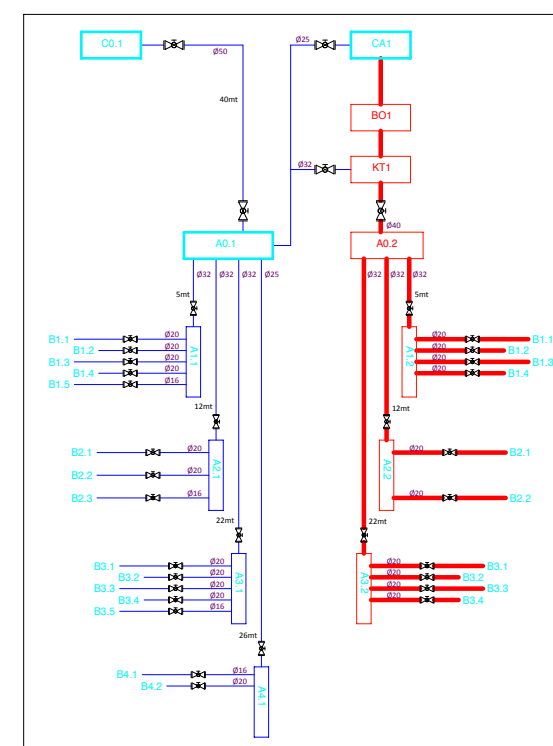 C0.1
Ø50
Ø25
CA1
40mt
BO1
Ø32
KT1
Ø40
A0.1
A0.2
Ø32 Ø32 Ø32 Ø25
Ø32 Ø32 Ø32
5mt
5mt
B1.1 Ø20
B1.2 Ø20
B1.3 Ø20
B1.4 Ø20
B1.5 Ø16
A1.1
Ø20 B1.1
Ø20 B1.2
Ø20 B1.3
Ø20 B1.4
A1.2
12mt
12mt
B2.1 Ø20
B2.2 Ø20
B2.3 Ø16
A2.1
Ø20 B2.1
Ø20 B2.2
A2.2
22mt
22mt
B3.1 Ø20
B3.2 Ø20
B3.3 Ø20
B3.4 Ø20
B3.5 Ø16
A3.1
Ø20 B3.1
Ø20 B3.2
Ø20 B3.3
Ø20 B3.4
A3.2
26mt
B4.1 Ø16
B4.2 Ø20
A4.1